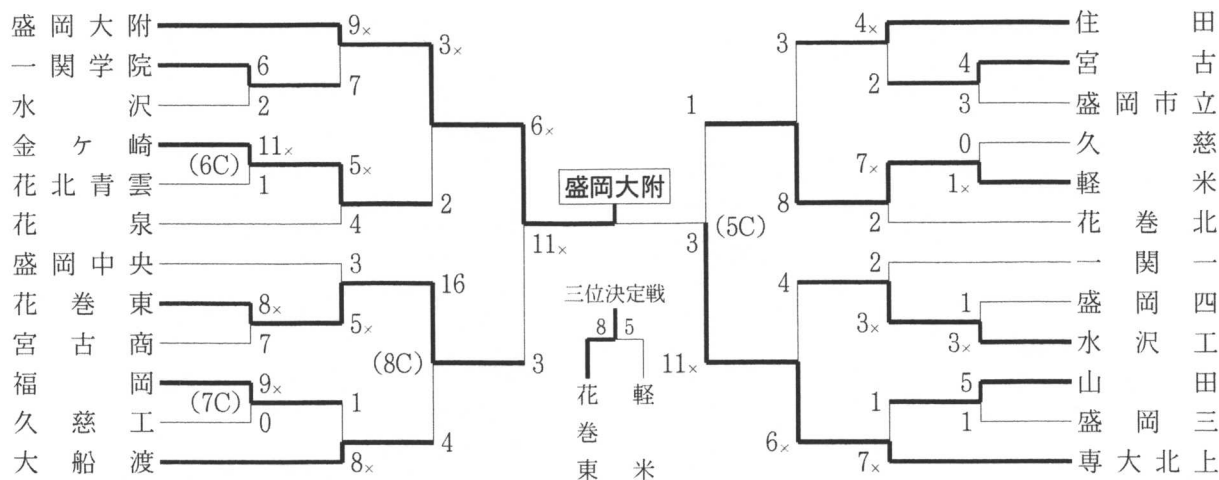 盛岡大附
一関学院
水沢
金ケ崎
花北青雲
花泉
盛岡中央
花巻東
宮古商
福岡
久慈工
大船渡
6
2
11×
(6C)
1
8×
7
9×
(7C)
0
9×
7
5×
4
3
5×
1
8×
3×
2
16
(8C)
4
6×
3
11×
盛岡大附
3
三位決定戦
8 5
花巻東
軽米
1
(5C)
11×
3
8
4
6×
4×
2
7×
2
2
3×
1
7×
4
3
0
1×
1
3×
5
1
住田
宮古
盛岡市立
久慈
軽米
花巻北
一関一
盛岡四
水沢工
山田
盛岡三
専大北上